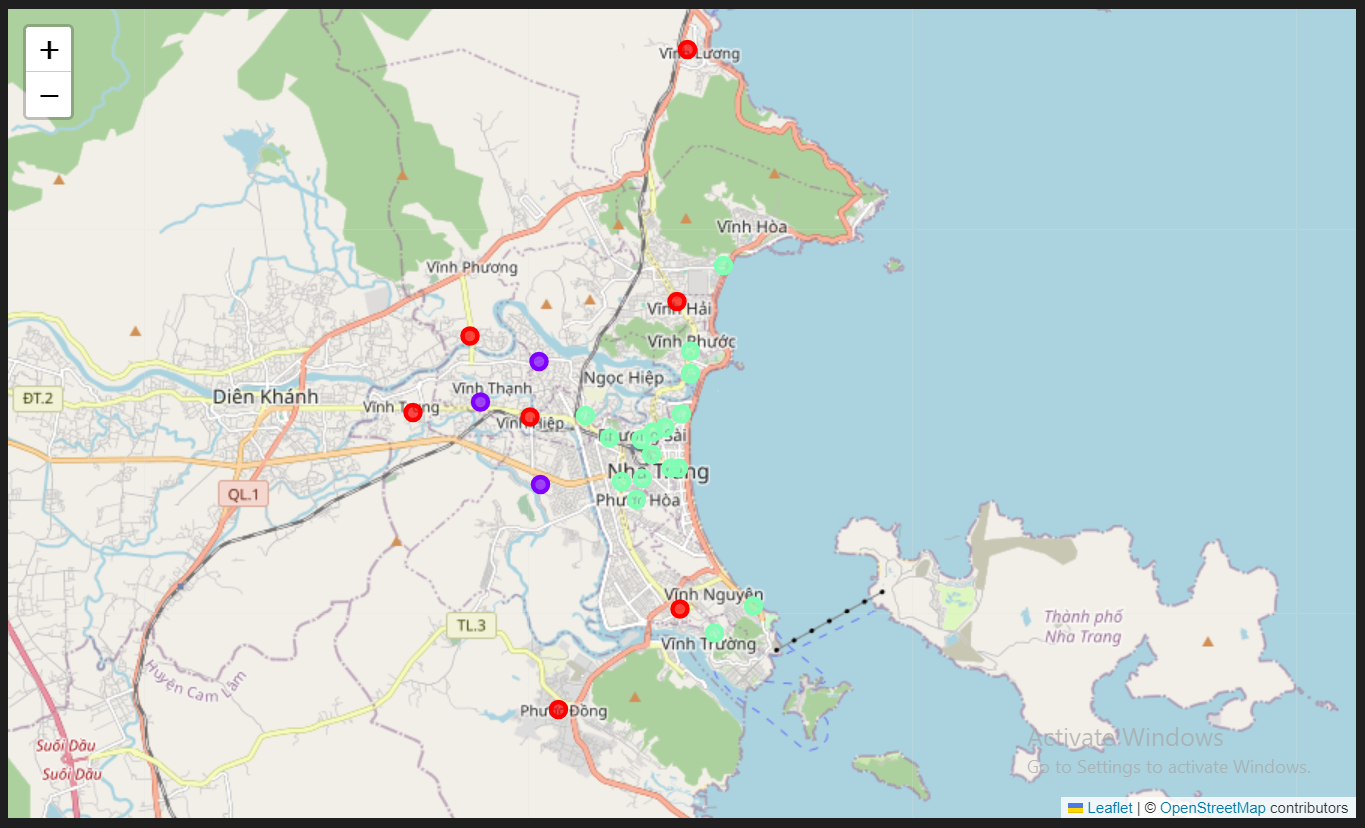 +
−
Vĩnh Lương
Vĩnh Hòa
Vĩnh Phương
Vĩnh Hải
Vĩnh Phước
Ngọc Hiệp
Vĩnh Thạnh
Diên Khánh
ĐT.2
Vĩnh Trung
Vĩnh Hiệp
Phương Sài
Nha Trang
QL.1
Phước Hòa
Vĩnh Nguyên
TL.3
Thành phố
Nha Trang
Vĩnh Trường
Huyện Cam Lâm
Phước Đồng
Suối Dầu
Suối Dầu
Activate Windows
Go to Settings to activate Windows.
Leaflet | © OpenStreetMap contributors